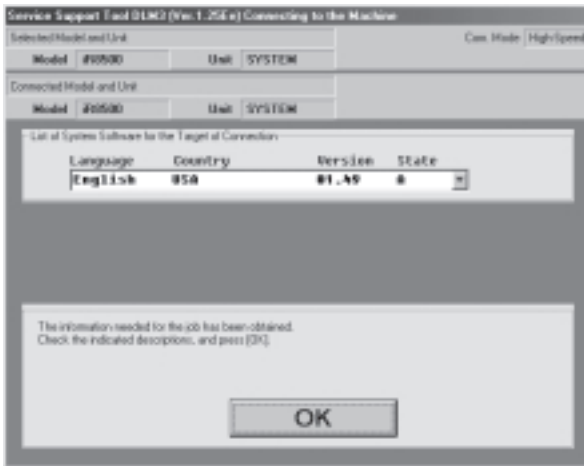 Service Support Tool DLM3 (Ver.1.25En) Connecting to the Machine
Selected Model and Unit
Com. Mode High Speed
Model iR8500 Unit SYSTEM
Connected Model and Unit
Model iR8500 Unit SYSTEM
List of System Software for the Target of Connection
Language Country Version State
English USA 01.49 A
The information needed for the job has been obtained.
Check the indicated descriptions, and press [OK].
OK